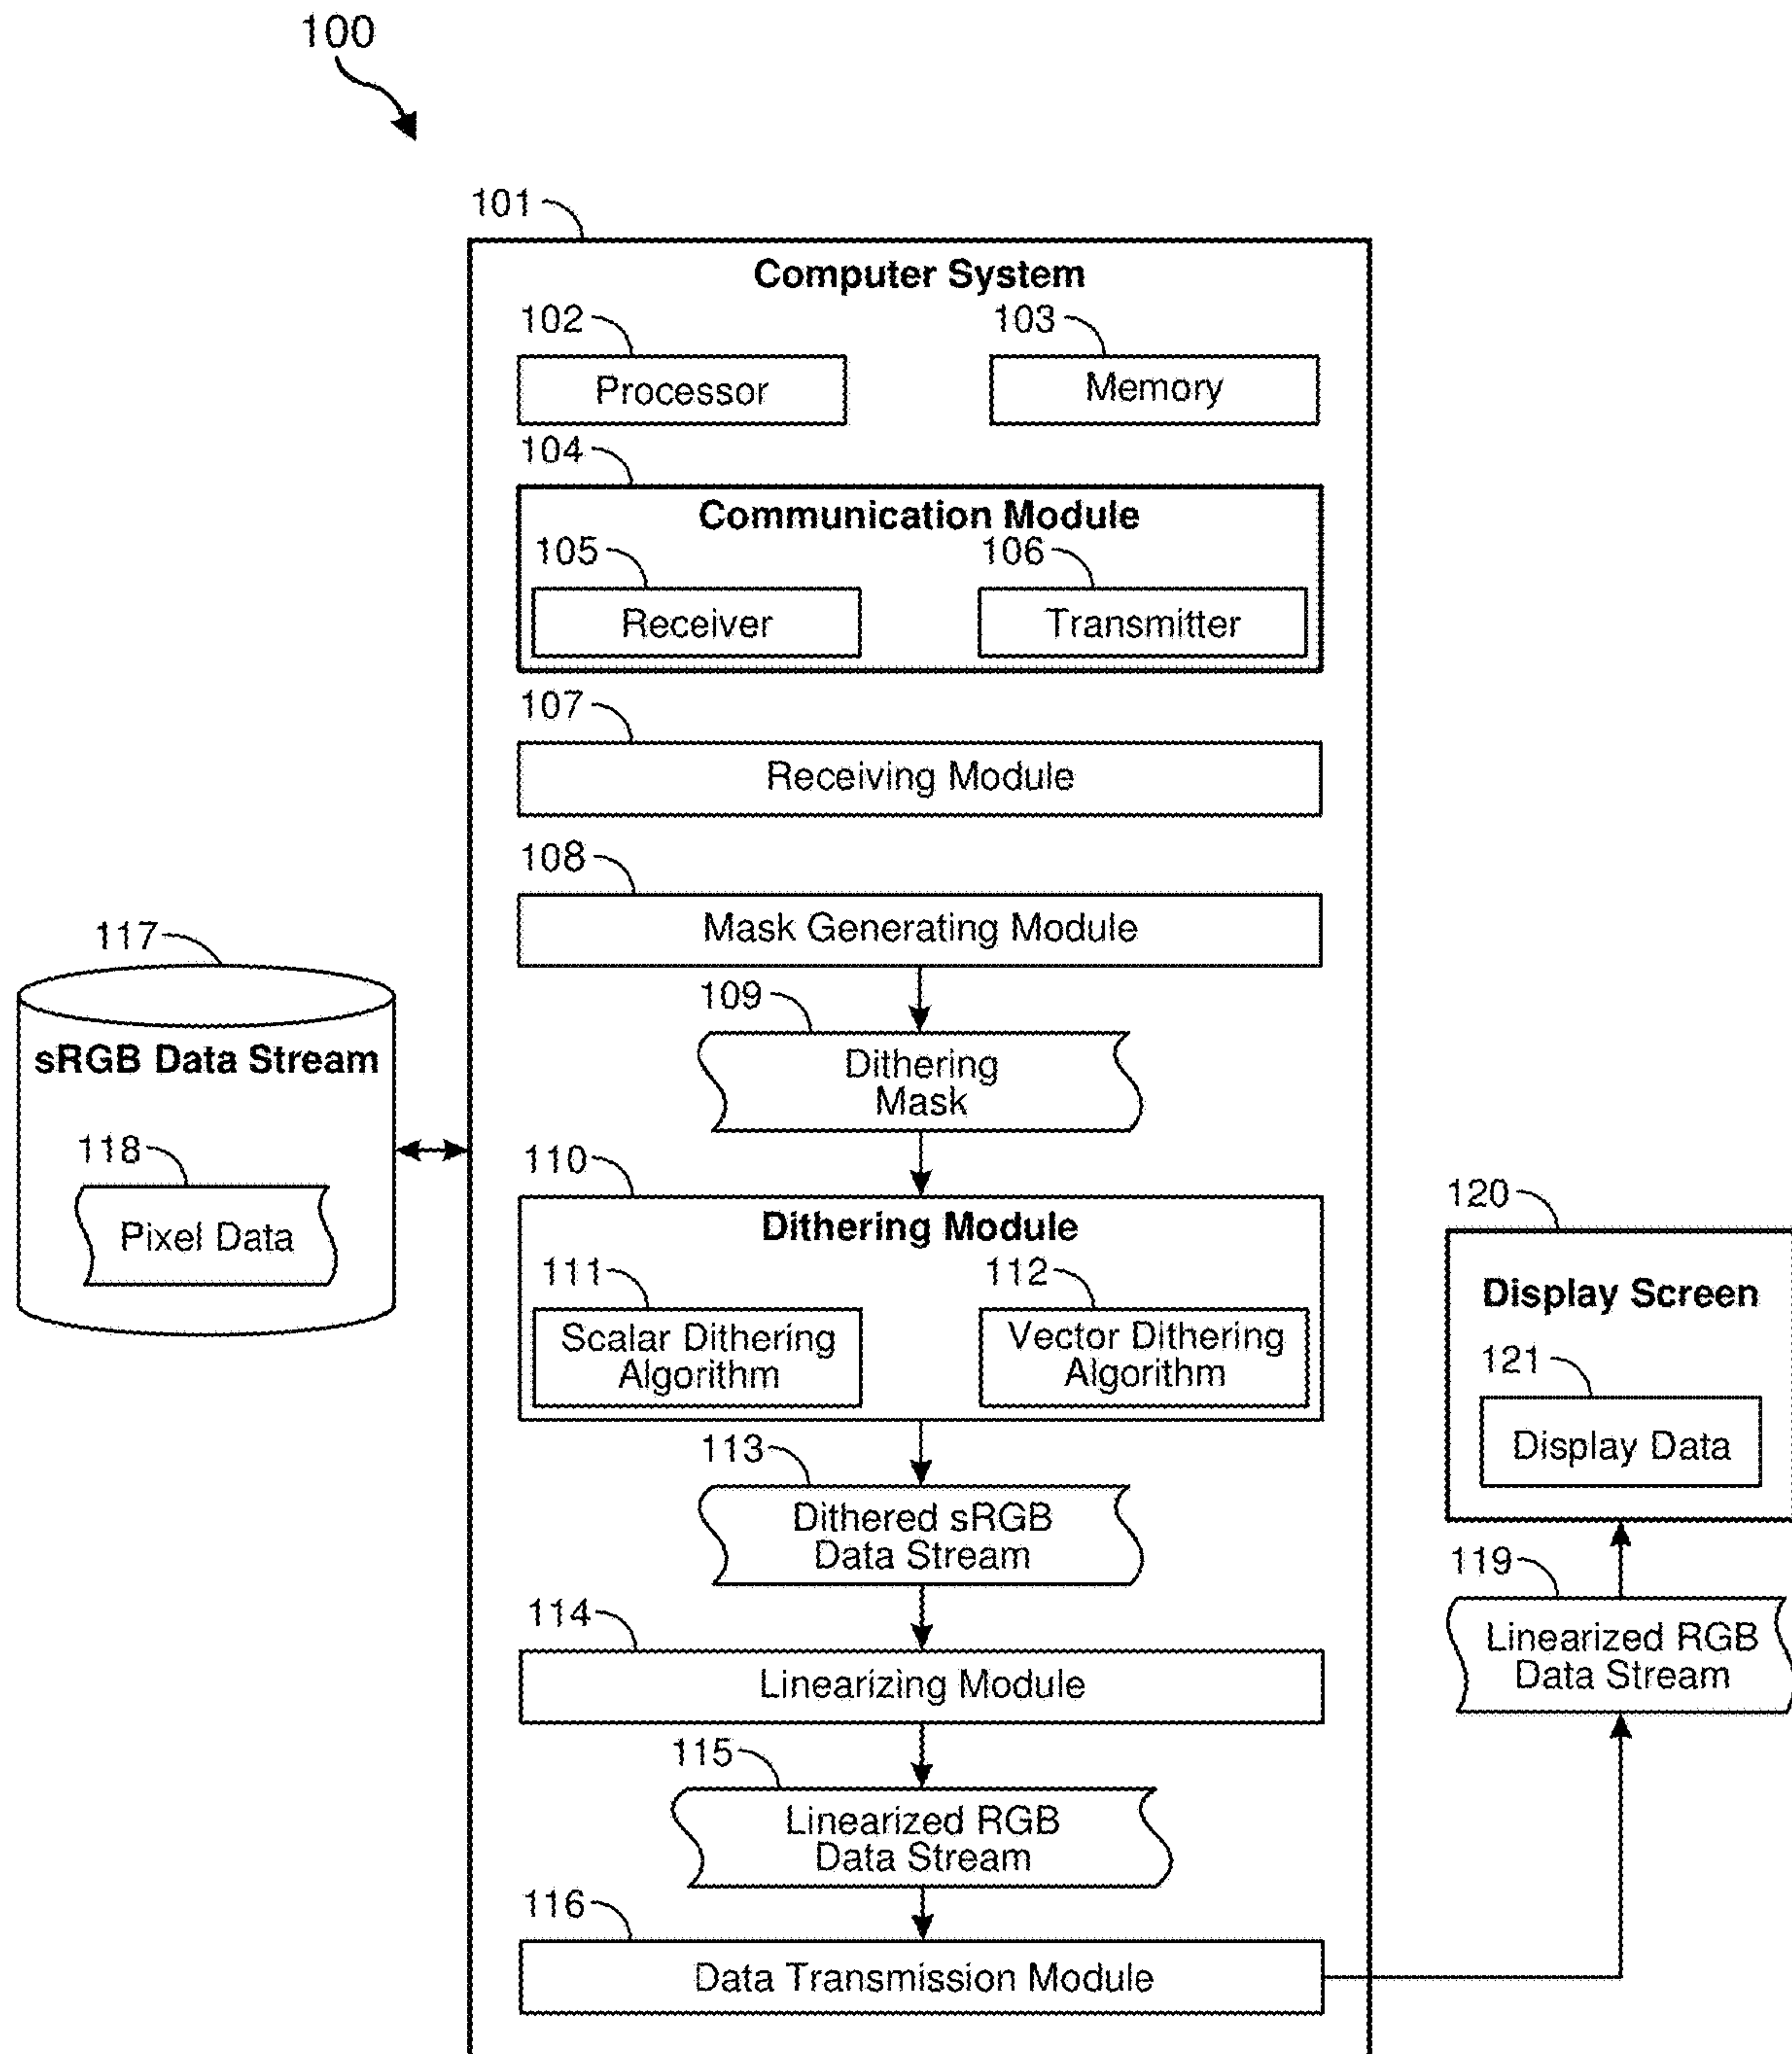 100
101
Computer System
102
103
Processor
Memory
104
Communication Module
105
106
Receiver
Transmitter
107
Receiving Module
108
Mask Generating Module
109
Dithering
Mask
117
sRGB Data Stream
118
Pixel Data
110
Dithering Module
111
112
Scalar Dithering
Algorithm
Vector Dithering
Algorithm
113
Dithered sRGB
Data Stream
114
Linearizing Module
115
Linearized RGB
Data Stream
116
Data Transmission Module
120
Display Screen
121
Display Data
119
Linearized RGB
Data Stream